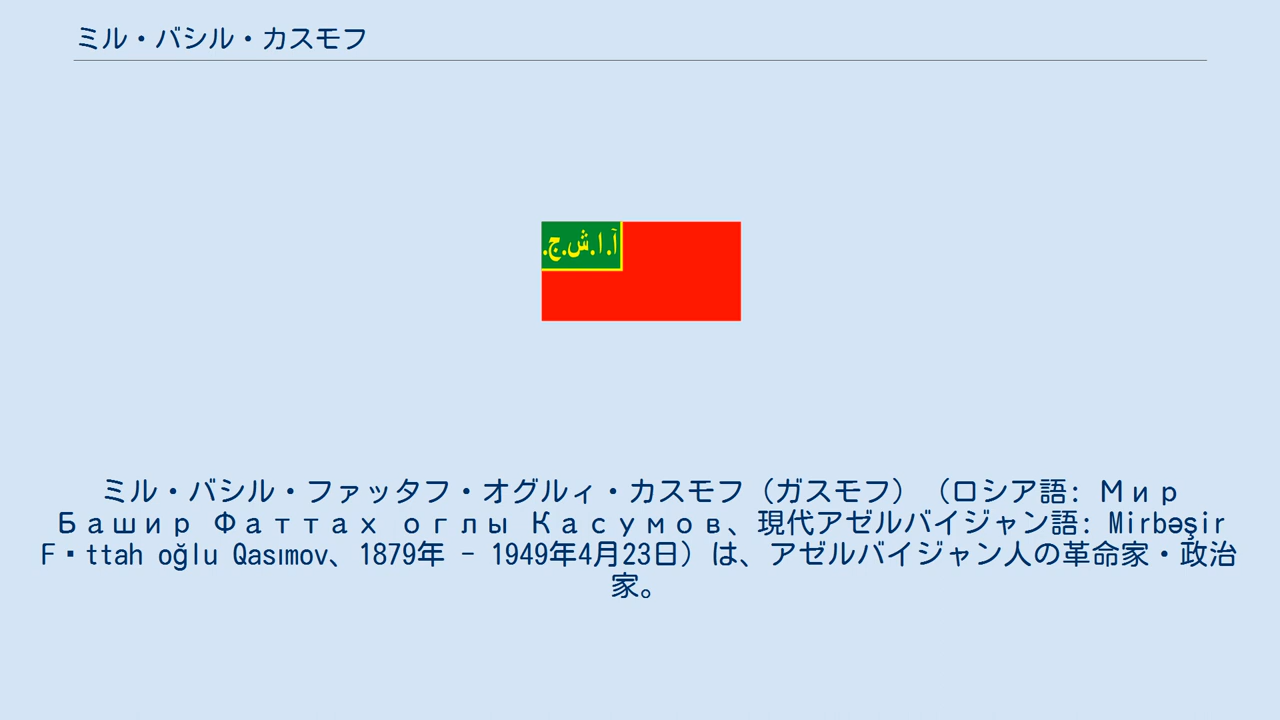 ミル・バシル・カスモフ
آ.ا.ش.ج.
ミル・バシル・ファッタフ・オグルィ・カスモフ（ガスモフ）（ロシア語: Мир
Башир Фаттах оглы Касумов、現代アゼルバイジャン語: Mirbəşir
F▪ttah oğlu Qasımov、1879年 - 1949年4月23日）は、アゼルバイジャン人の革命家・政治
家。